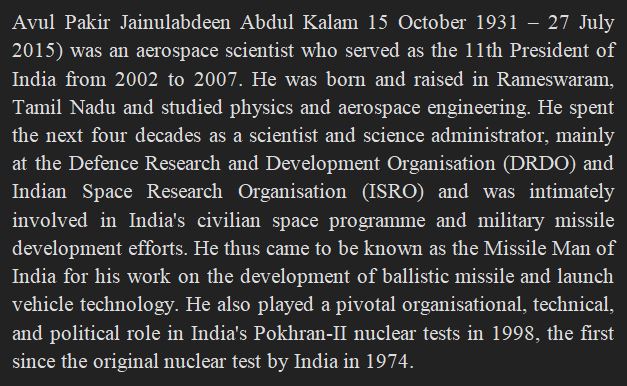 Avul Pakir Jainulabdeen Abdul Kalam 15 October 1931 – 27 July
2015) was an aerospace scientist who served as the 11th President of
India from 2002 to 2007. He was born and raised in Rameswaram,
Tamil Nadu and studied physics and aerospace engineering. He spent
the next four decades as a scientist and science administrator, mainly
at the Defence Research and Development Organisation (DRDO) and
Indian Space Research Organisation (ISRO) and was intimately
involved in India's civilian space programme and military missile
development efforts. He thus came to be known as the Missile Man of
India for his work on the development of ballistic missile and launch
vehicle technology. He also played a pivotal organisational, technical,
and political role in India's Pokhran-II nuclear tests in 1998, the first
since the original nuclear test by India in 1974.